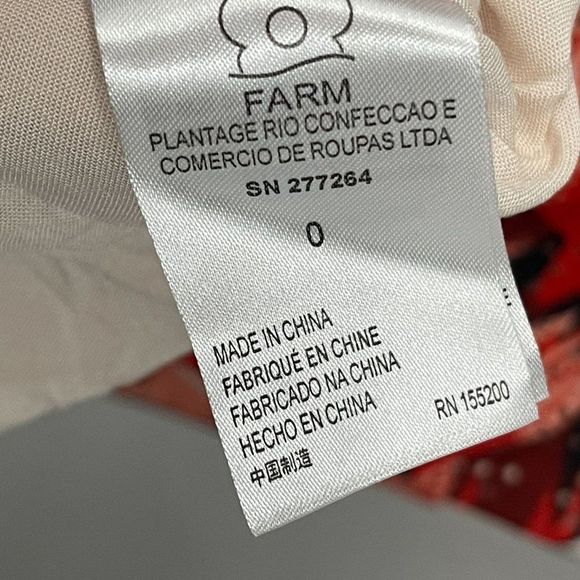 FARM
PLANTAGE RIO CONFECCAO E
COMERCIO DE ROUPAS LTDA
SN 277264
0
MADE IN CHINA
FABRIQUÉ EN CHINE
FABRICADO NA CHINA
HECHO EN CHINA
中国制造
RN 155200